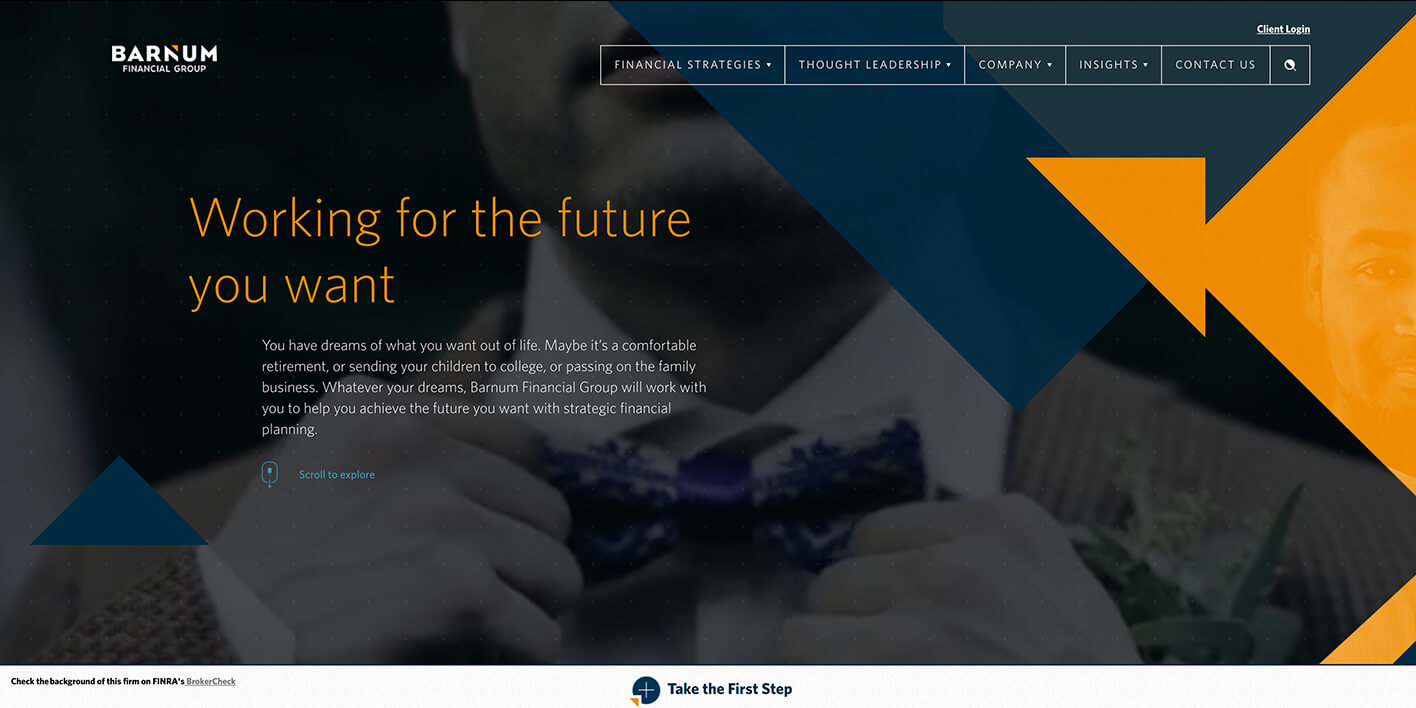 Client Login
BARNUM
FINANCIAL GROUP
FINANCIAL STRATEGIES ▾
THOUGHT LEADERSHIP ▾
COMPANY ▾
INSIGHTS ▾
CONTACT US
Working for the future
you want
You have dreams of what you want out of life. Maybe it’s a comfortable
retirement, or sending your children to college, or passing on the family
business. Whatever your dreams, Barnum Financial Group will work with
you to help you achieve the future you want with strategic financial
planning.
Scroll to explore
Check the background of this firm on FINRA's BrokerCheck
Take the First Step